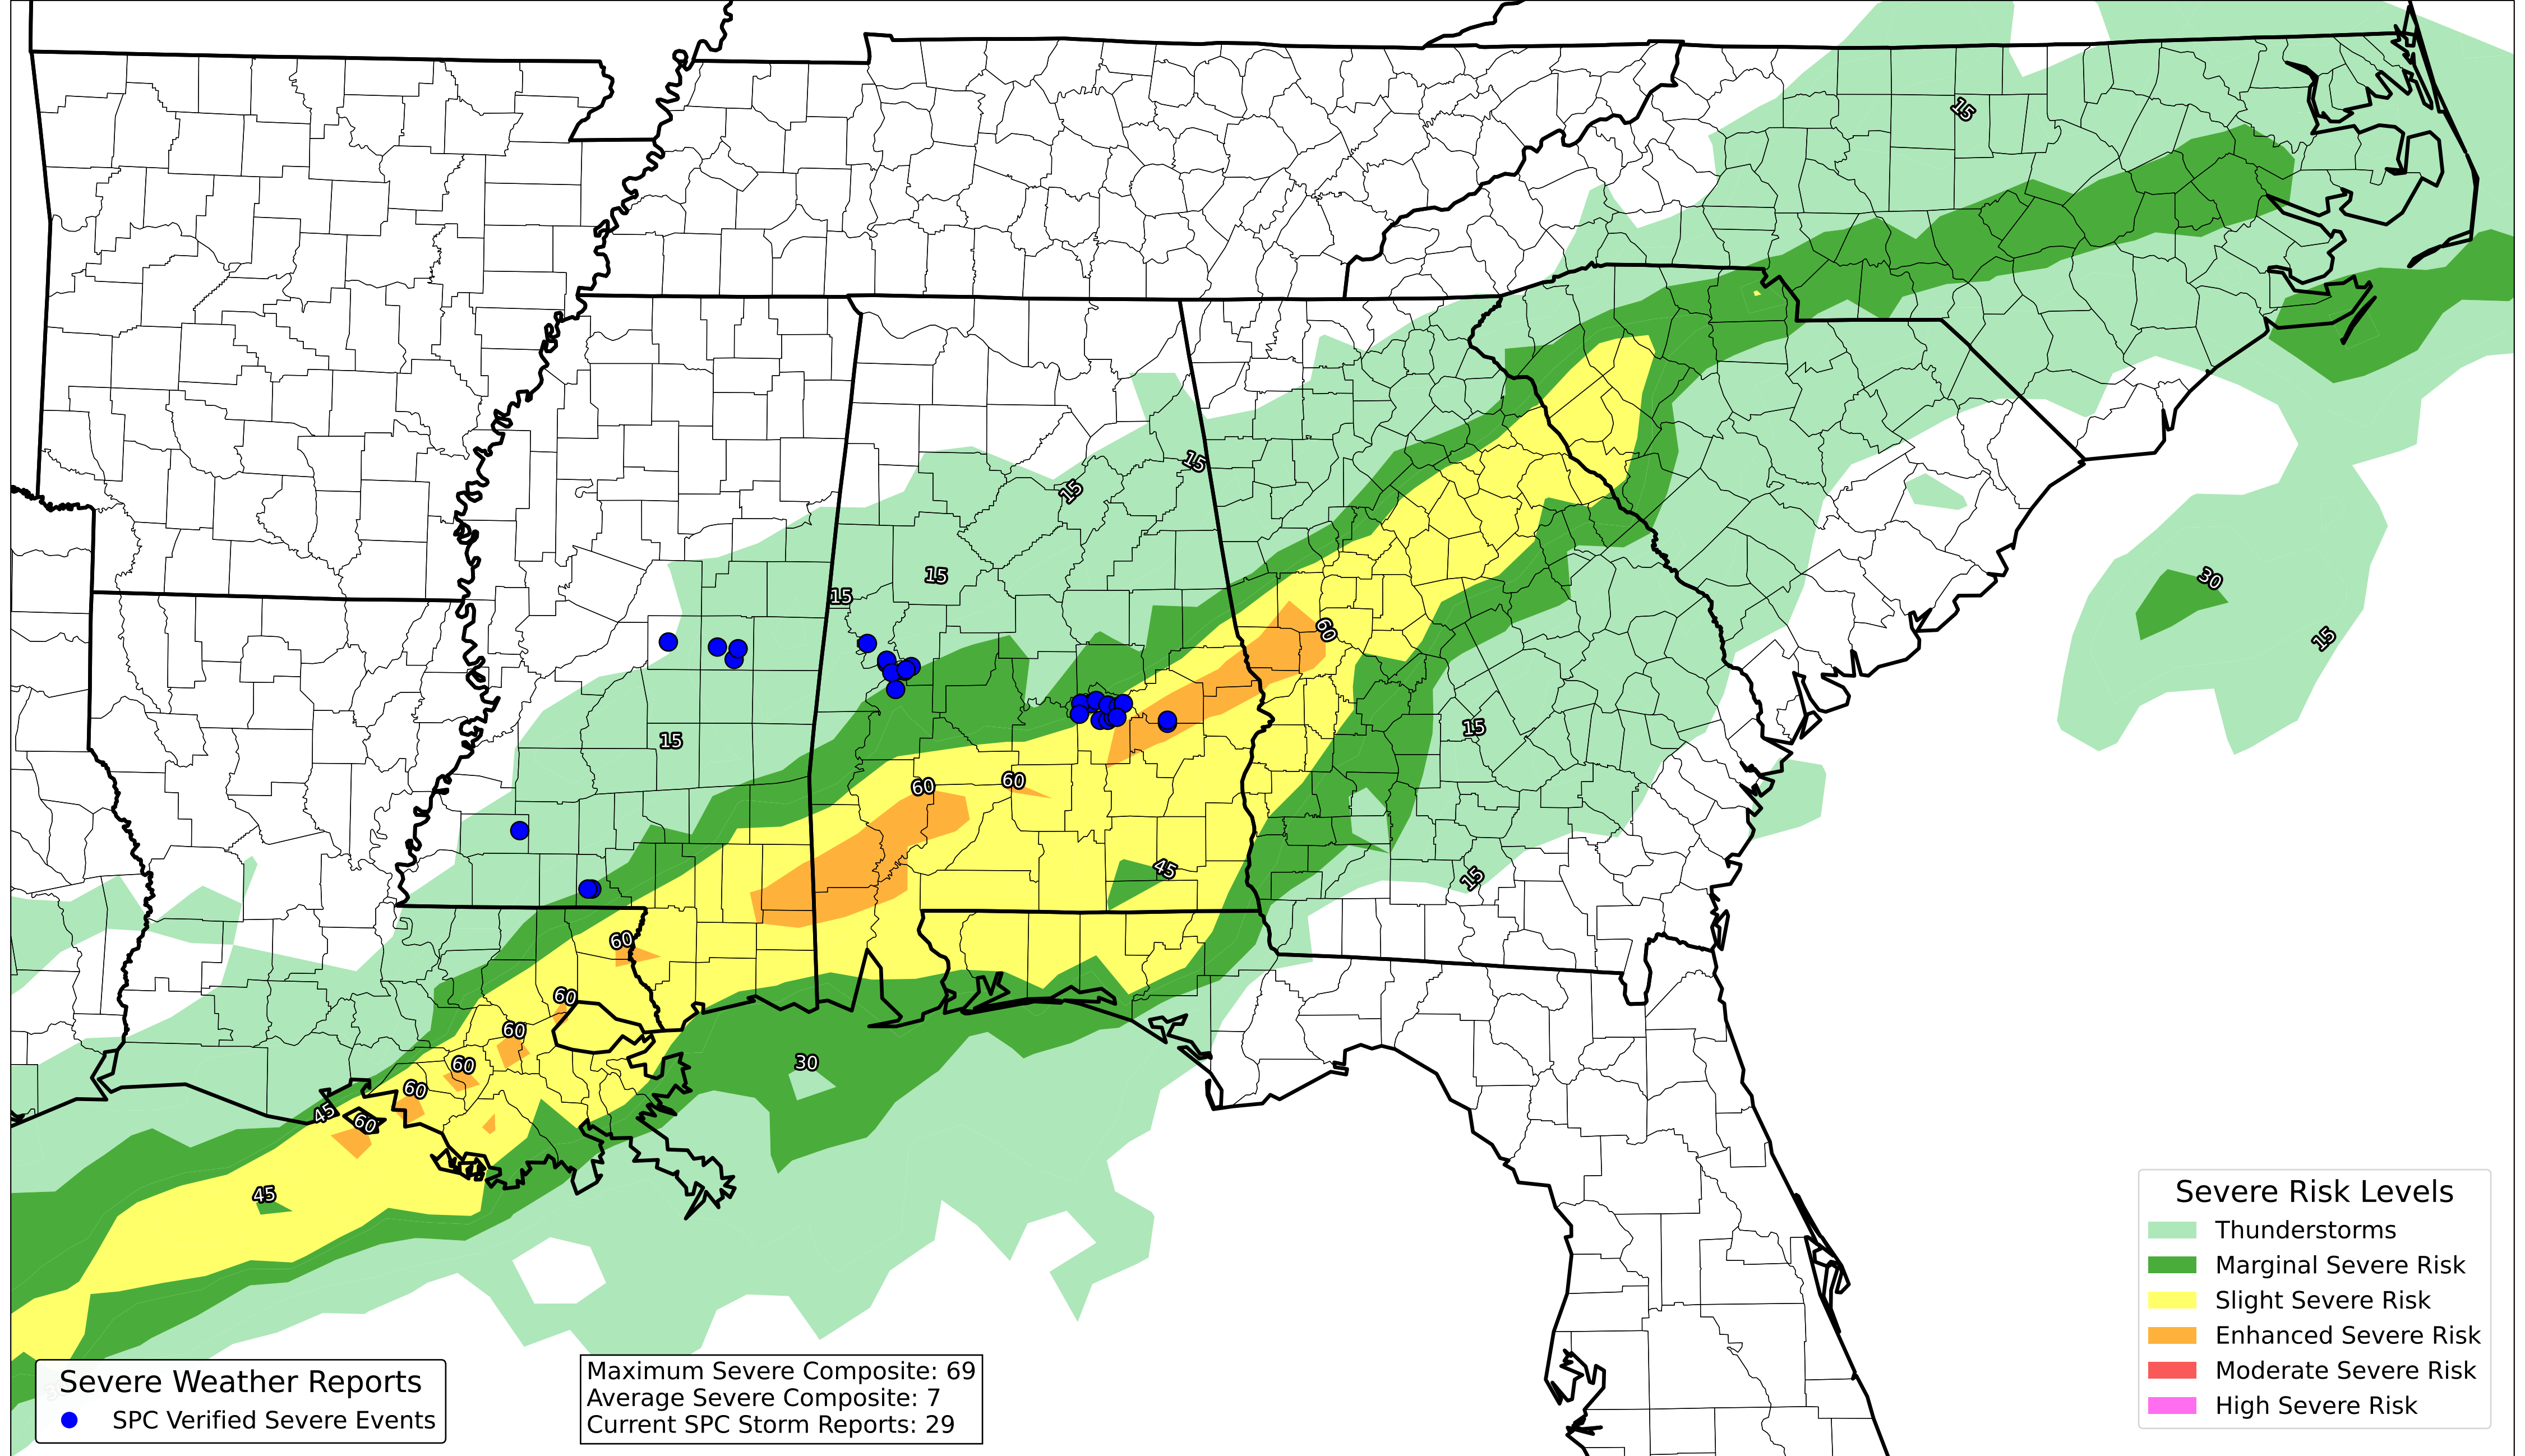 15
15
15
15
15
30
60
15
15
15
60
60
45
15
60
60
60
30
60
60
45
60
45
Severe Risk Levels
Thunderstorms
Marginal Severe Risk
Slight Severe Risk
Enhanced Severe Risk
Moderate Severe Risk
High Severe Risk
Severe Weather Reports
SPC Verified Severe Events
Maximum Severe Composite: 69
Average Severe Composite: 7
Current SPC Storm Reports: 29